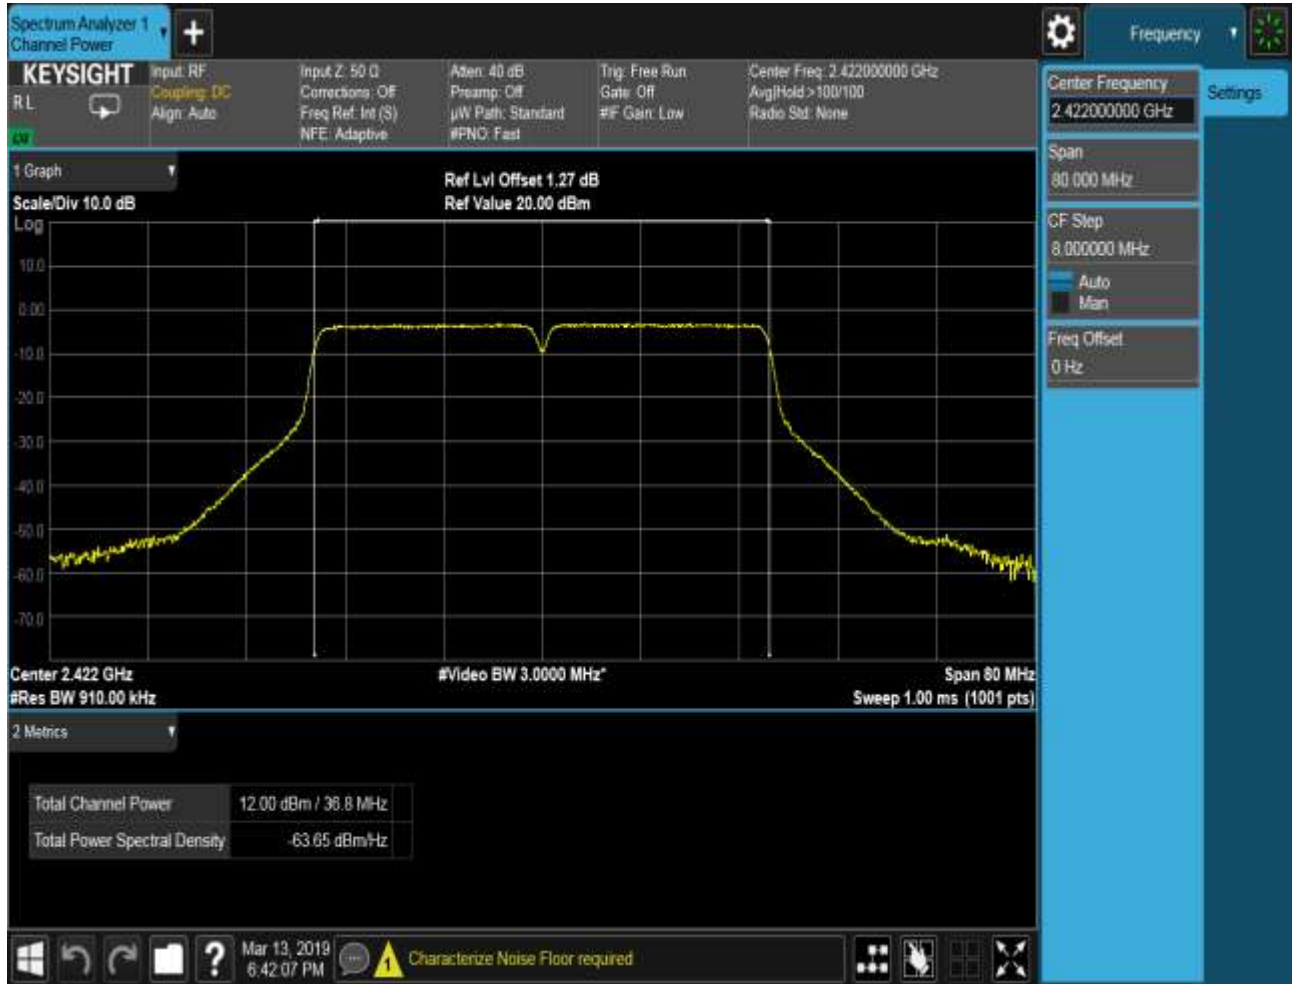 Spectrum Analyzer 1
Channel Power
Frequency
KEYSIGHT
RL
LXI
Input: RF
Coupling: DC
Align: Auto
Input Z: 50 Ω
Corrections: Off
Freq Ref: Int (S)
NFE: Adaptive
Atten: 40 dB
Preamp: Off
µW Path: Standard
#PNO: Fast
Trig: Free Run
Gate: Off
#IF Gain: Low
Center Freq: 2.422000000 GHz
Avg|Hold:>100/100
Radio Std: None
Center Frequency
2.422000000 GHz
Settings
Span
80.000 MHz
CF Step
8.000000 MHz
Auto
Man
Freq Offset
0 Hz
1 Graph
Ref Lvl Offset 1.27 dB
Scale/Div 10.0 dB
Ref Value 20.00 dBm
Log
10.0
0.00
-10.0
-20.0
-30.0
-40.0
-50.0
-60.0
-70.0
Center 2.422 GHz
#Video BW 3.0000 MHz*
Span 80 MHz
#Res BW 910.00 kHz
Sweep 1.00 ms (1001 pts)
2 Metrics
Total Channel Power 12.00 dBm / 36.8 MHz
Total Power Spectral Density -63.65 dBm/Hz
?
Mar 13, 2019
6:42:07 PM
1
Characterize Noise Floor required